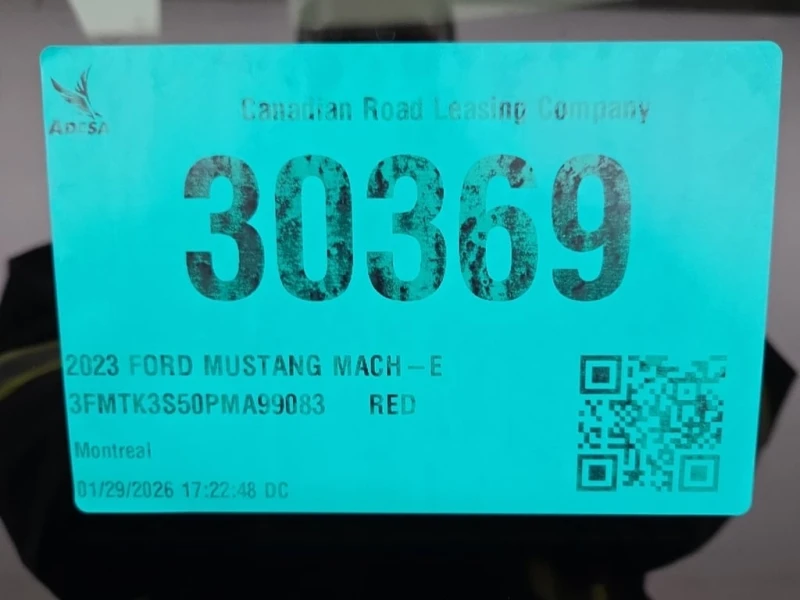 ADESA
Canadian Road Leasing Company
30369
2023 FORD MUSTANG MACH-E
3FMTK3S50PMA99083 RED
Montreal
01/29/2026 17:22:48 DC